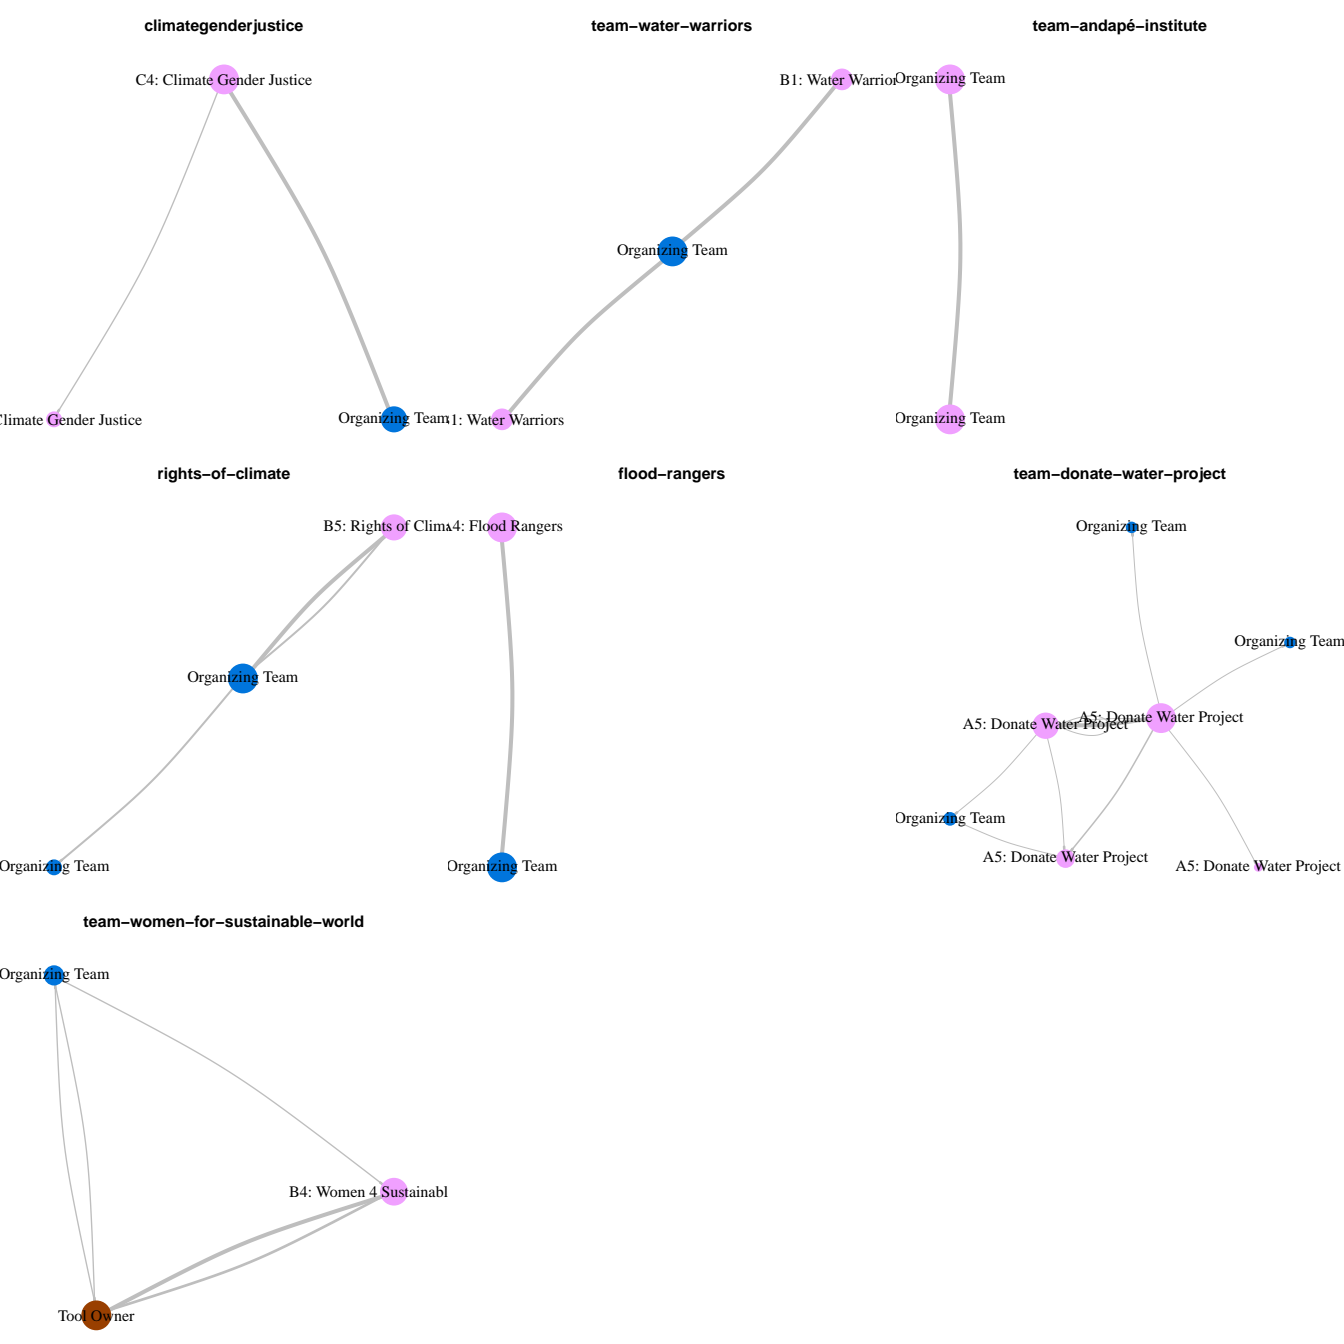 climategenderjustice
C4: Climate Gender Justice
Climate Gender Justice
Organizing Team
team−water−warriors
B1: Water Warrior
Organizing Team
1: Water Warriors
team−andapé−institute
Organizing Team
Organizing Team
rights−of−climate
B5: Rights of Clima
Organizing Team
Organizing Team
flood−rangers
4: Flood Rangers
Organizing Team
team−donate−water−project
Organizing Team
Organizing Team
A5: Donate Water Project
A5: Donate Water Project
Organizing Team
A5: Donate Water Project
A5: Donate Water Project
team−women−for−sustainable−world
Organizing Team
B4: Women 4 Sustainabl
Tool Owner